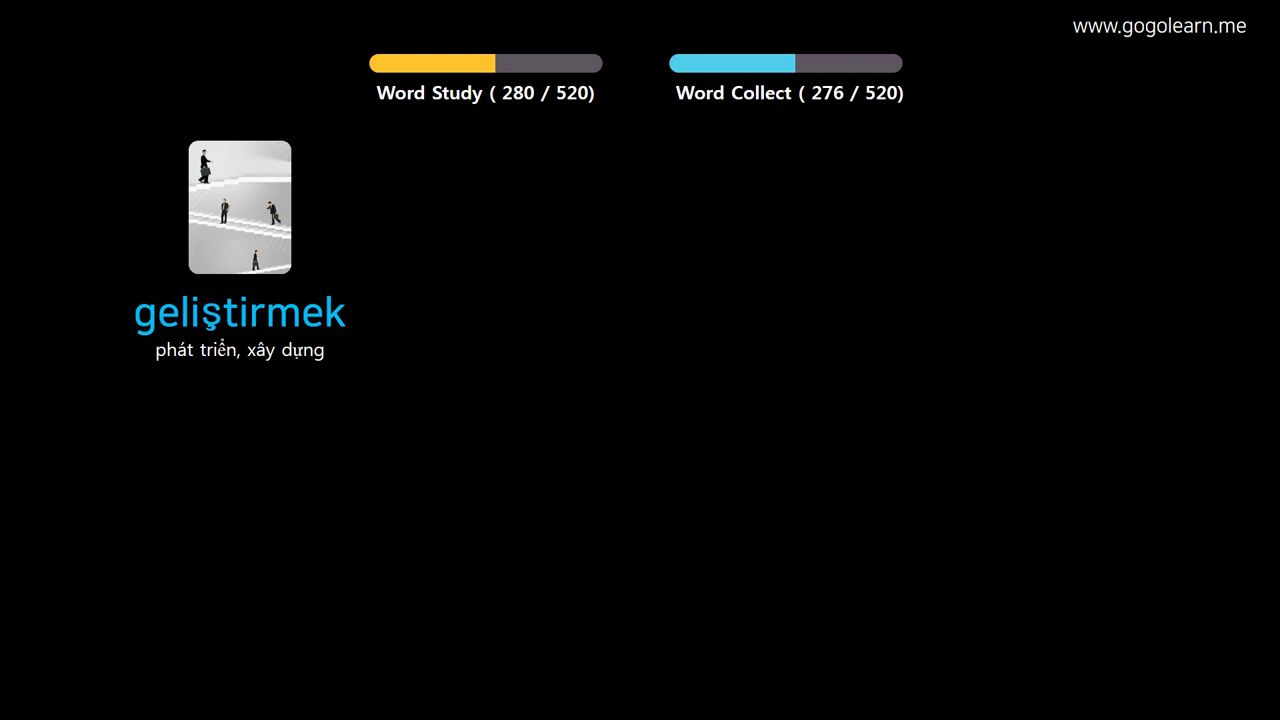 www.gogolearn.me
Word Study ( 280 / 520)
Word Collect ( 276 / 520)
geliştirmek
phát triển, xây dựng